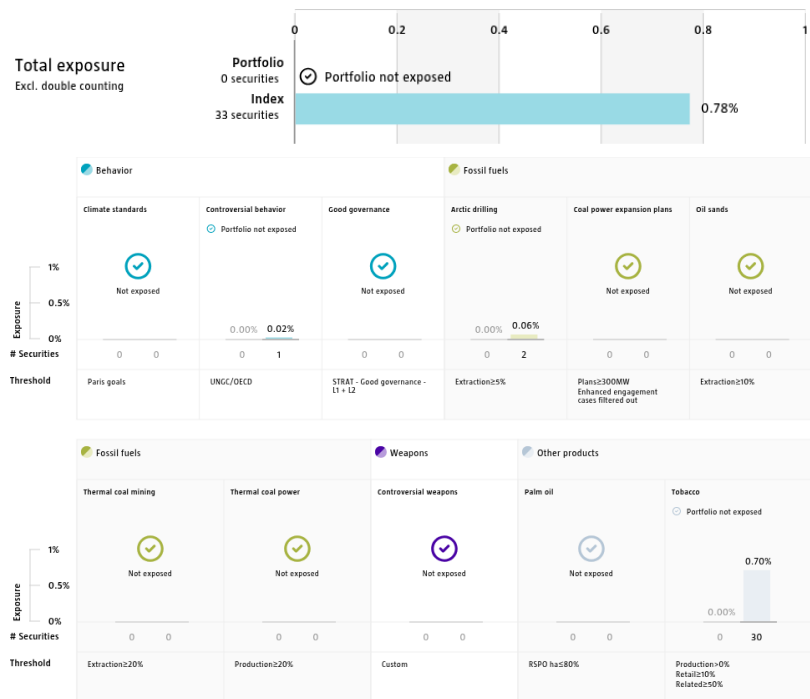 0 0.2 0.4 0.6 0.8 1
Total exposure
Excl. double counting
Portfolio
0 securities
Portfolio not exposed
Index
33 securities
0.78%
Behavior
Fossil fuels
Climate standards
Controversial behavior
Good governance
Arctic drilling
Coal power expansion plans
Oil sands
Portfolio not exposed
Portfolio not exposed
Not exposed
Not exposed
Not exposed
Not exposed
Exposure
1%
0.5%
0%
0.00% 0.02%
0.00% 0.06%
# Securities
0 0
0 1
0 0
0 2
0 0
0 0
Threshold
Paris goals
UNGC/OECD
STRAT - Good governance -
L1 + L2
Extraction≥5%
Plans≥300MW
Enhanced engagement
cases filtered out
Extraction≥10%
Fossil fuels
Weapons
Other products
Thermal coal mining
Thermal coal power
Controversial weapons
Palm oil
Tobacco
Portfolio not exposed
Not exposed
Not exposed
Not exposed
Not exposed
Exposure
1%
0.5%
0%
0.00% 0.70%
# Securities
0 0
0 0
0 0
0 0
0 30
Threshold
Extraction≥20%
Production≥20%
Custom
RSPO ha≤80%
Production>0%
Retail≥10%
Related≥50%